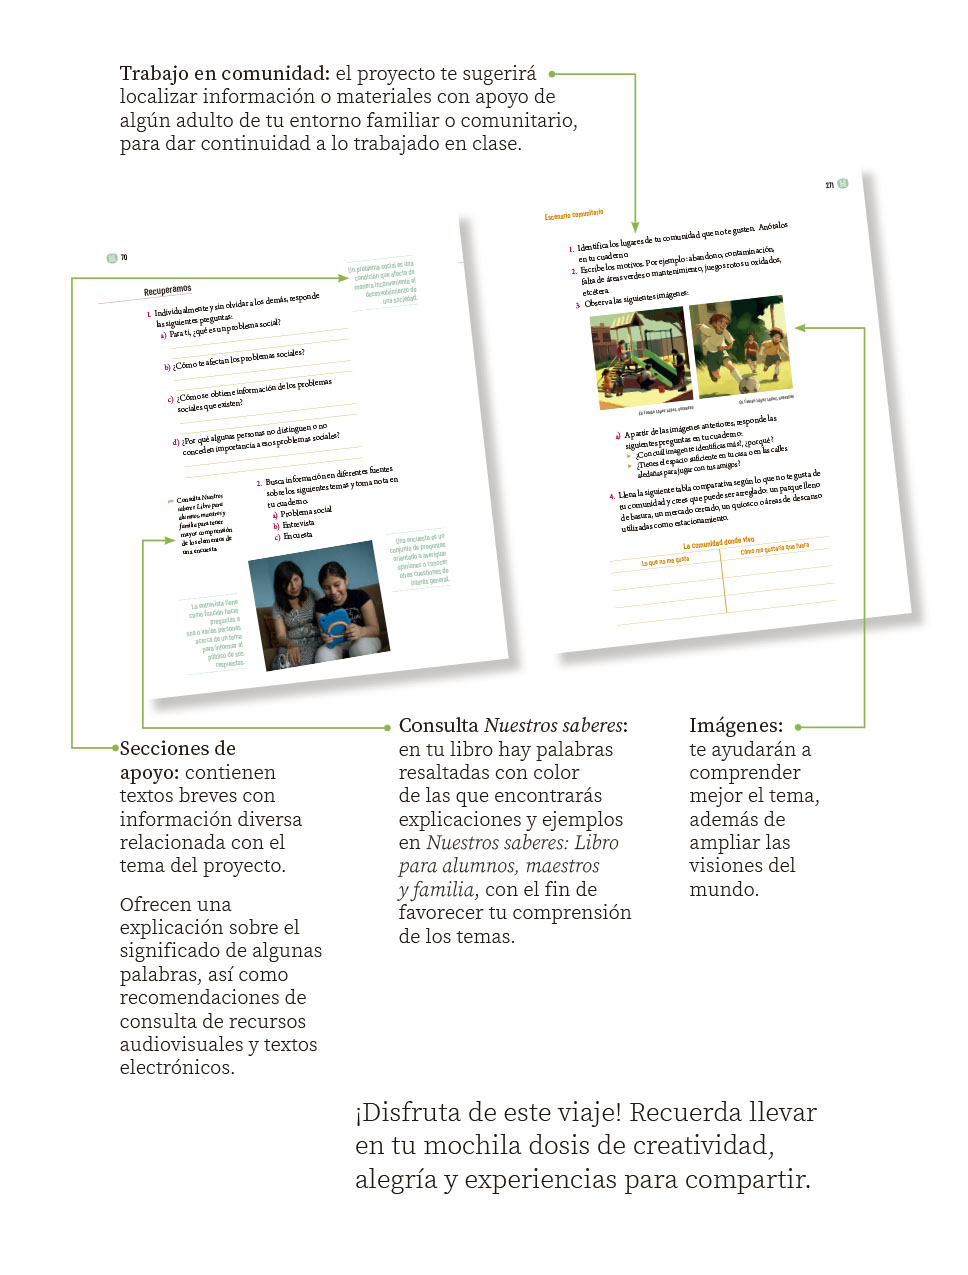 Trabajo en comunidad: el proyecto te sugerirá
localizar información o materiales con apoyo de
algún adulto de tu entorno familiar o comunitario,
para dar continuidad a lo trabajado en clase.
70
Recuperamos
1. Individualmente y sin olvidar a los demás, responde
las siguientes preguntas:
a) Para ti, ¿qué es un problema social?
b) ¿Cómo te afectan los problemas sociales?
c) ¿Cómo se obtiene información de los problemas
sociales que existen?
d) ¿Por qué algunas personas no distinguen o no
conceden importancia a esos problemas sociales?
Un problema social es una
condición que afecta de
manera inconveniente el
desenvolvimiento de
una sociedad.
2. Busca información en diferentes fuentes
sobre los siguientes temas y toma nota en
tu cuaderno.
a) Problema social
b) Entrevista
c) Encuesta
Consulta Nuestros
saberes: Libro para
alumnos, maestros y
familia para tener
mayor comprensión
de los elementos de
una encuesta
Una encuesta es un
conjunto de preguntas
orientado a averiguar
opiniones o conocer
otras cuestiones de
interés general.
La entrevista tiene
como función hacer
preguntas a
una o varias personas
acerca de un tema
para informar al
público de sus
respuestas.
271
Escenario comunitario
1. Identifica los lugares de tu comunidad que no te gusten. Anótalos
en tu cuaderno
2. Escribe los motivos. Por ejemplo: abandono, contaminación,
falta de áreas verdes o mantenimiento, juegos rotos u oxidados,
etcétera.
3. Observa las siguientes imágenes:
a) A partir de las imágenes anteriores, responde las
siguientes preguntas en tu cuaderno:
¿Con cuál imagen te identificas más?, ¿por qué?
¿Tienes el espacio suficiente en tu casa o en las calles
aledañas para jugar con tus amigos?
4. Llena la siguiente tabla comparativa según lo que no te gusta de
tu comunidad y crees que puede ser arreglado: un parque lleno
de basura, un mercado cerrado, un quiosco o áreas de descanso
utilizadas como estacionamiento.
La comunidad donde vivo
Lo que no me gusta
Cómo me gustaría que fuera
Secciones de
apoyo: contienen
textos breves con
información diversa
relacionada con el
tema del proyecto.
Ofrecen una
explicación sobre el
significado de algunas
palabras, así como
recomendaciones de
consulta de recursos
audiovisuales y textos
electrónicos.
Consulta Nuestros saberes:
en tu libro hay palabras
resaltadas con color
de las que encontrarás
explicaciones y ejemplos
en Nuestros saberes: Libro
para alumnos, maestros
y familia, con el fin de
favorecer tu comprensión
de los temas.
Imágenes:
te ayudarán a
comprender
mejor el tema,
además de
ampliar las
visiones del
mundo.
¡Disfruta de este viaje! Recuerda llevar
en tu mochila dosis de creatividad,
alegría y experiencias para compartir.